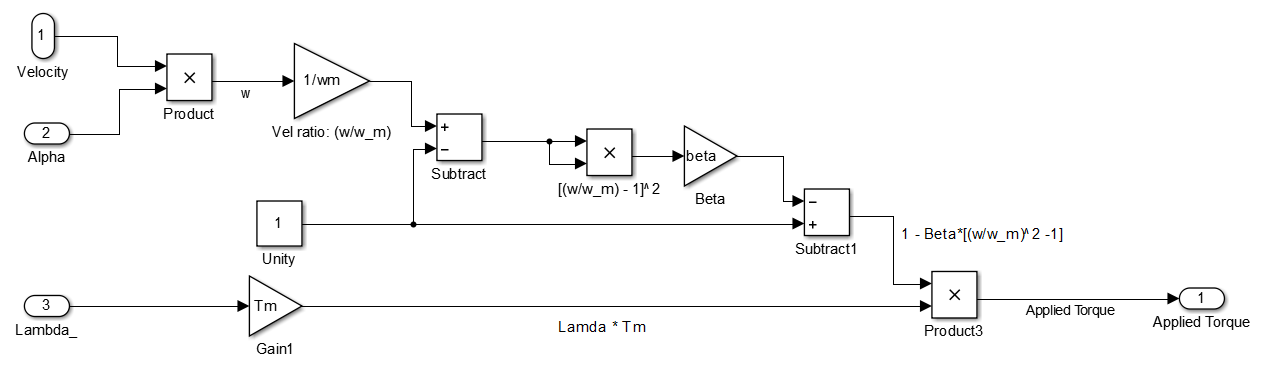 1
Velocity
2
Alpha
×
Product
w
1/wm
Vel ratio: (w/w_m)
+
−
Subtract
×
[(w/w_m) - 1]^2
beta
Beta
1
Unity
−
+
Subtract1
1 - Beta*[(w/w_m)^2 -1]
3
Lambda_
Tm
Gain1
Lamda * Tm
×
Product3
Applied Torque
1
Applied Torque